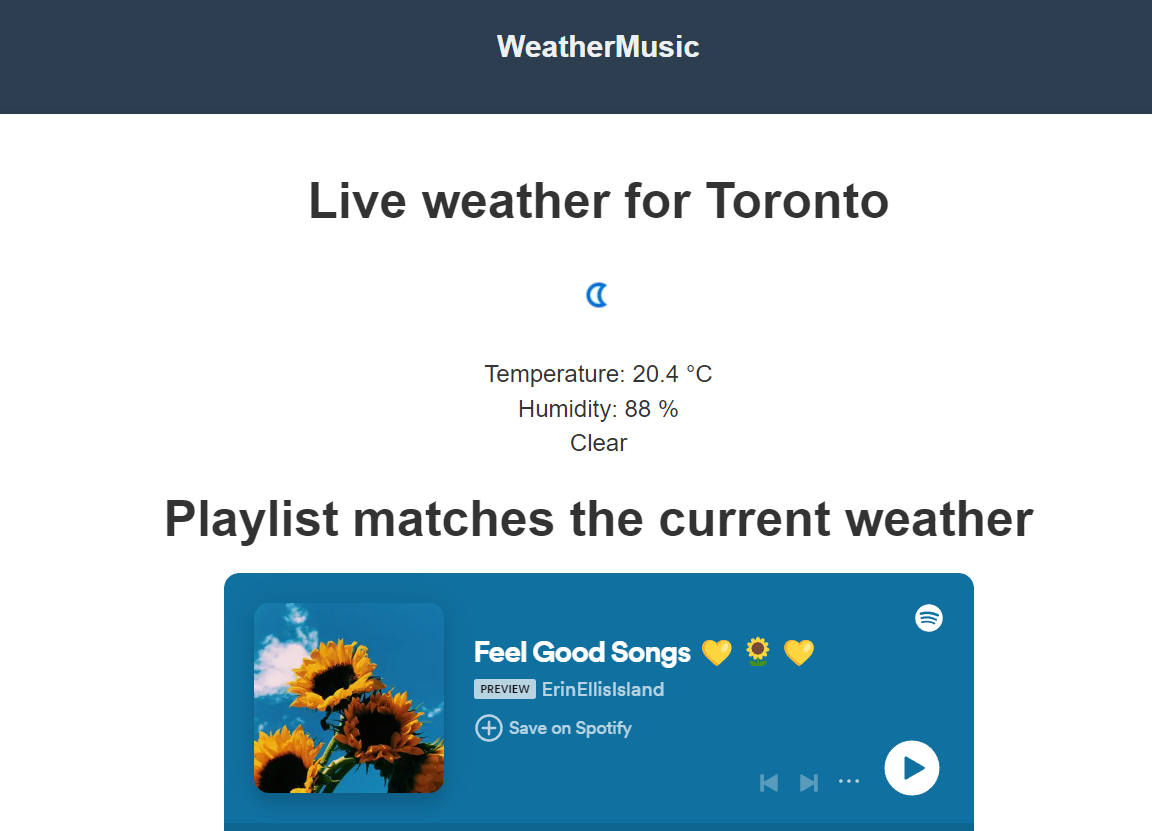 WeatherMusic
Live weather for Toronto
Temperature: 20.4 °C
Humidity: 88 %
Clear
Playlist matches the current weather
Feel Good Songs 💛 🌻 💛
PREVIEW ErinEllisIsland
Save on Spotify